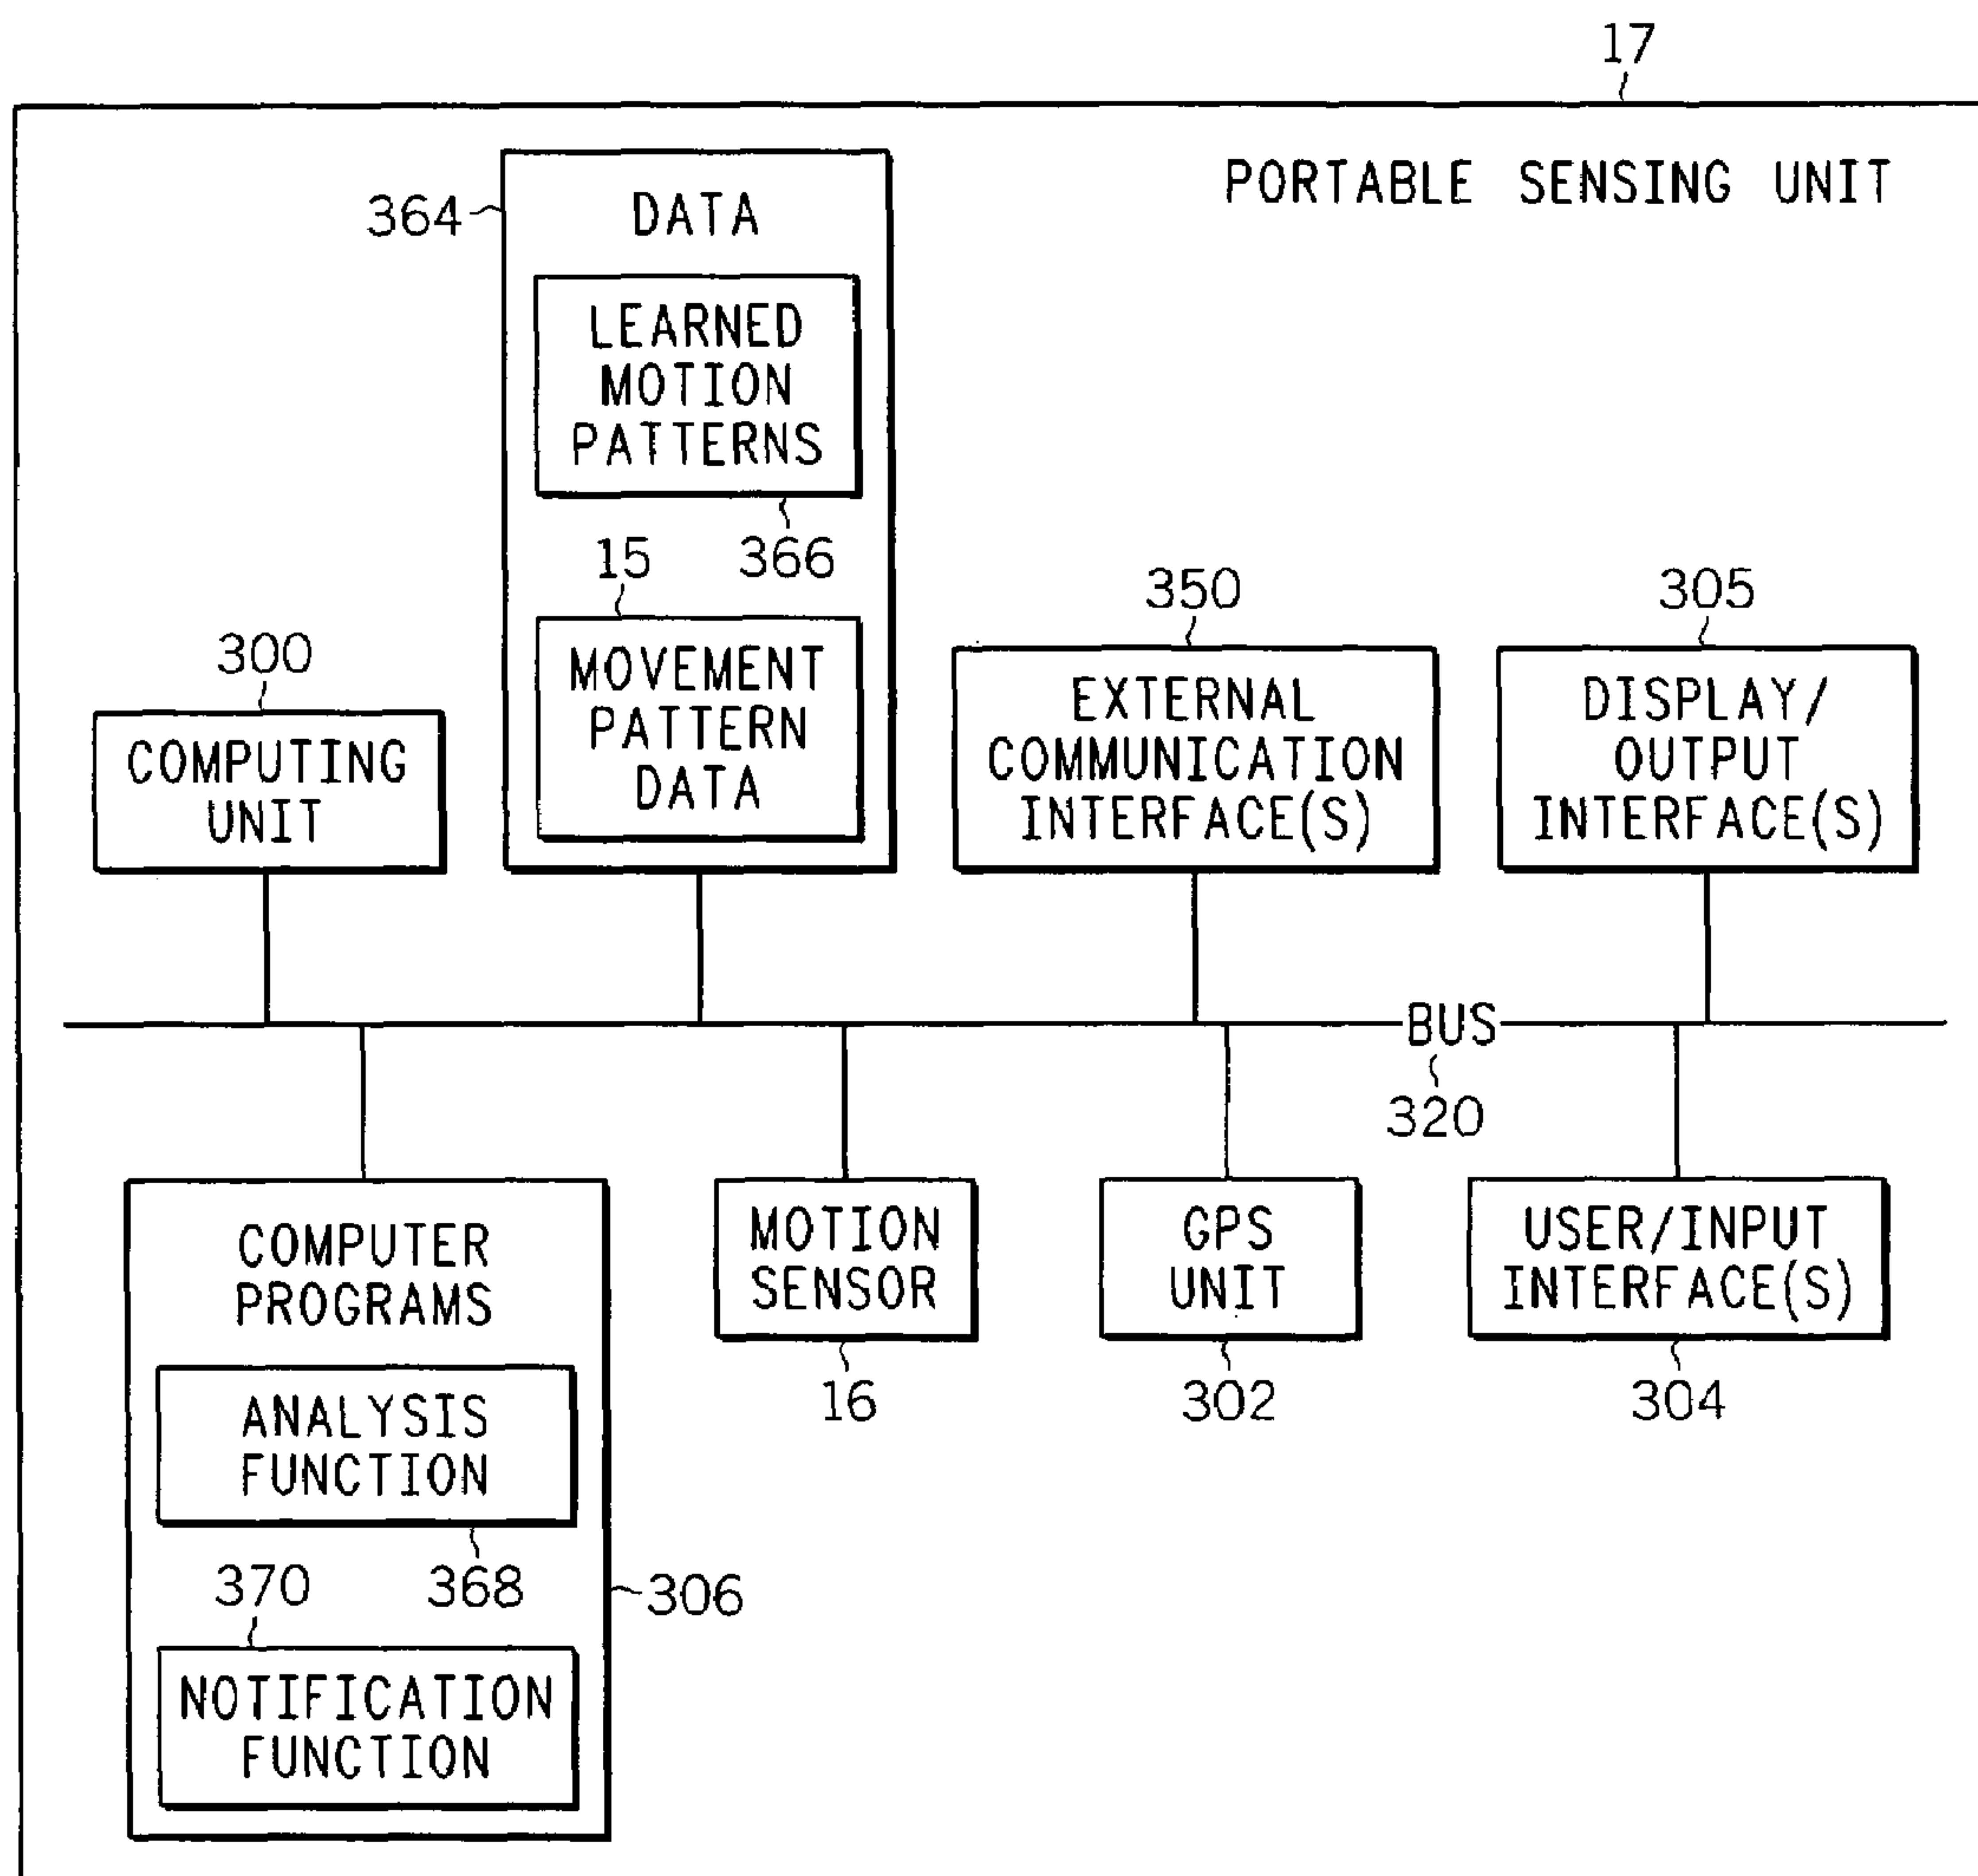 17
PORTABLE SENSING UNIT
364
DATA
LEARNED
MOTION
PATTERNS
366
15
MOVEMENT
PATTERN
DATA
300
COMPUTING
UNIT
350
EXTERNAL
COMMUNICATION
INTERFACE(S)
305
DISPLAY/
OUTPUT
INTERFACE(S)
BUS
320
COMPUTER
PROGRAMS
ANALYSIS
FUNCTION
368
370
NOTIFICATION
FUNCTION
306
MOTION
SENSOR
16
GPS
UNIT
302
USER/INPUT
INTERFACE(S)
304